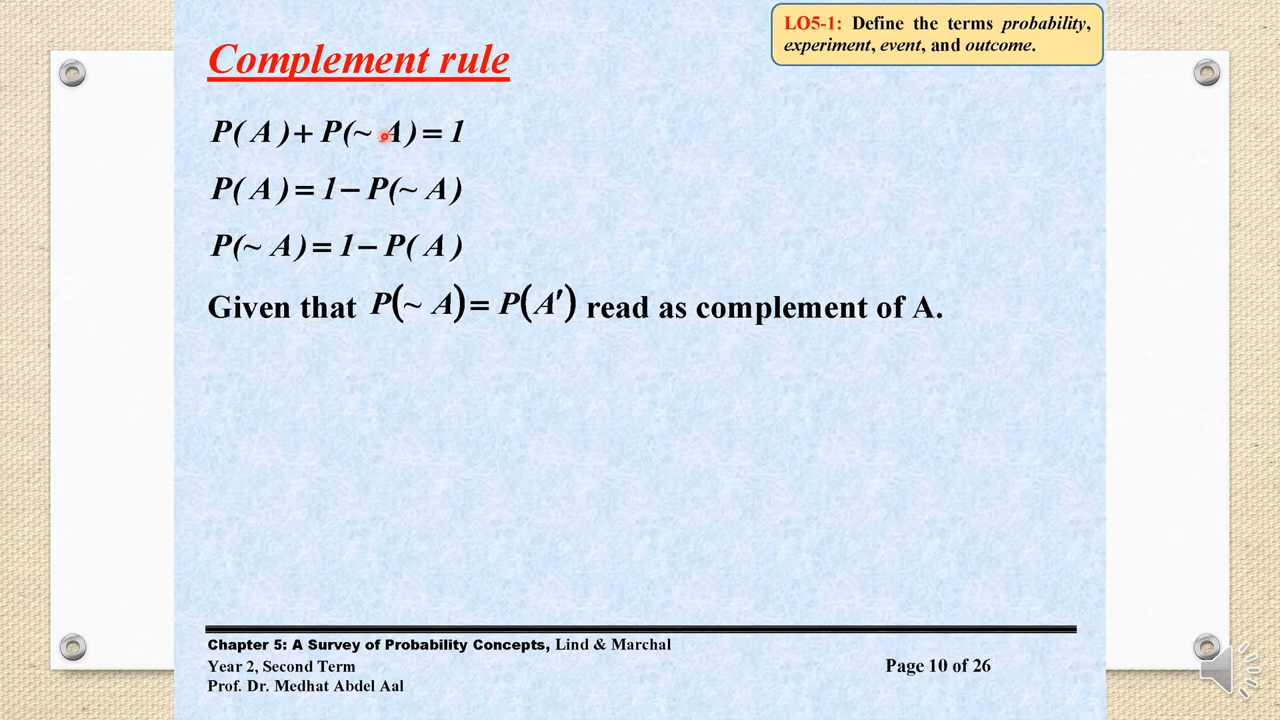 LO5-1: Define the terms probability,
experiment, event, and outcome.
Complement rule
P( A ) + P(~ A ) = 1
P( A ) = 1 – P(~ A )
P(~ A ) = 1 – P( A )
Given that P(~ A) = P(A′) read as complement of A.
Chapter 5: A Survey of Probability Concepts, Lind & Marchal
Year 2, Second Term
Page 10 of 26
Prof. Dr. Medhat Abdel Aal